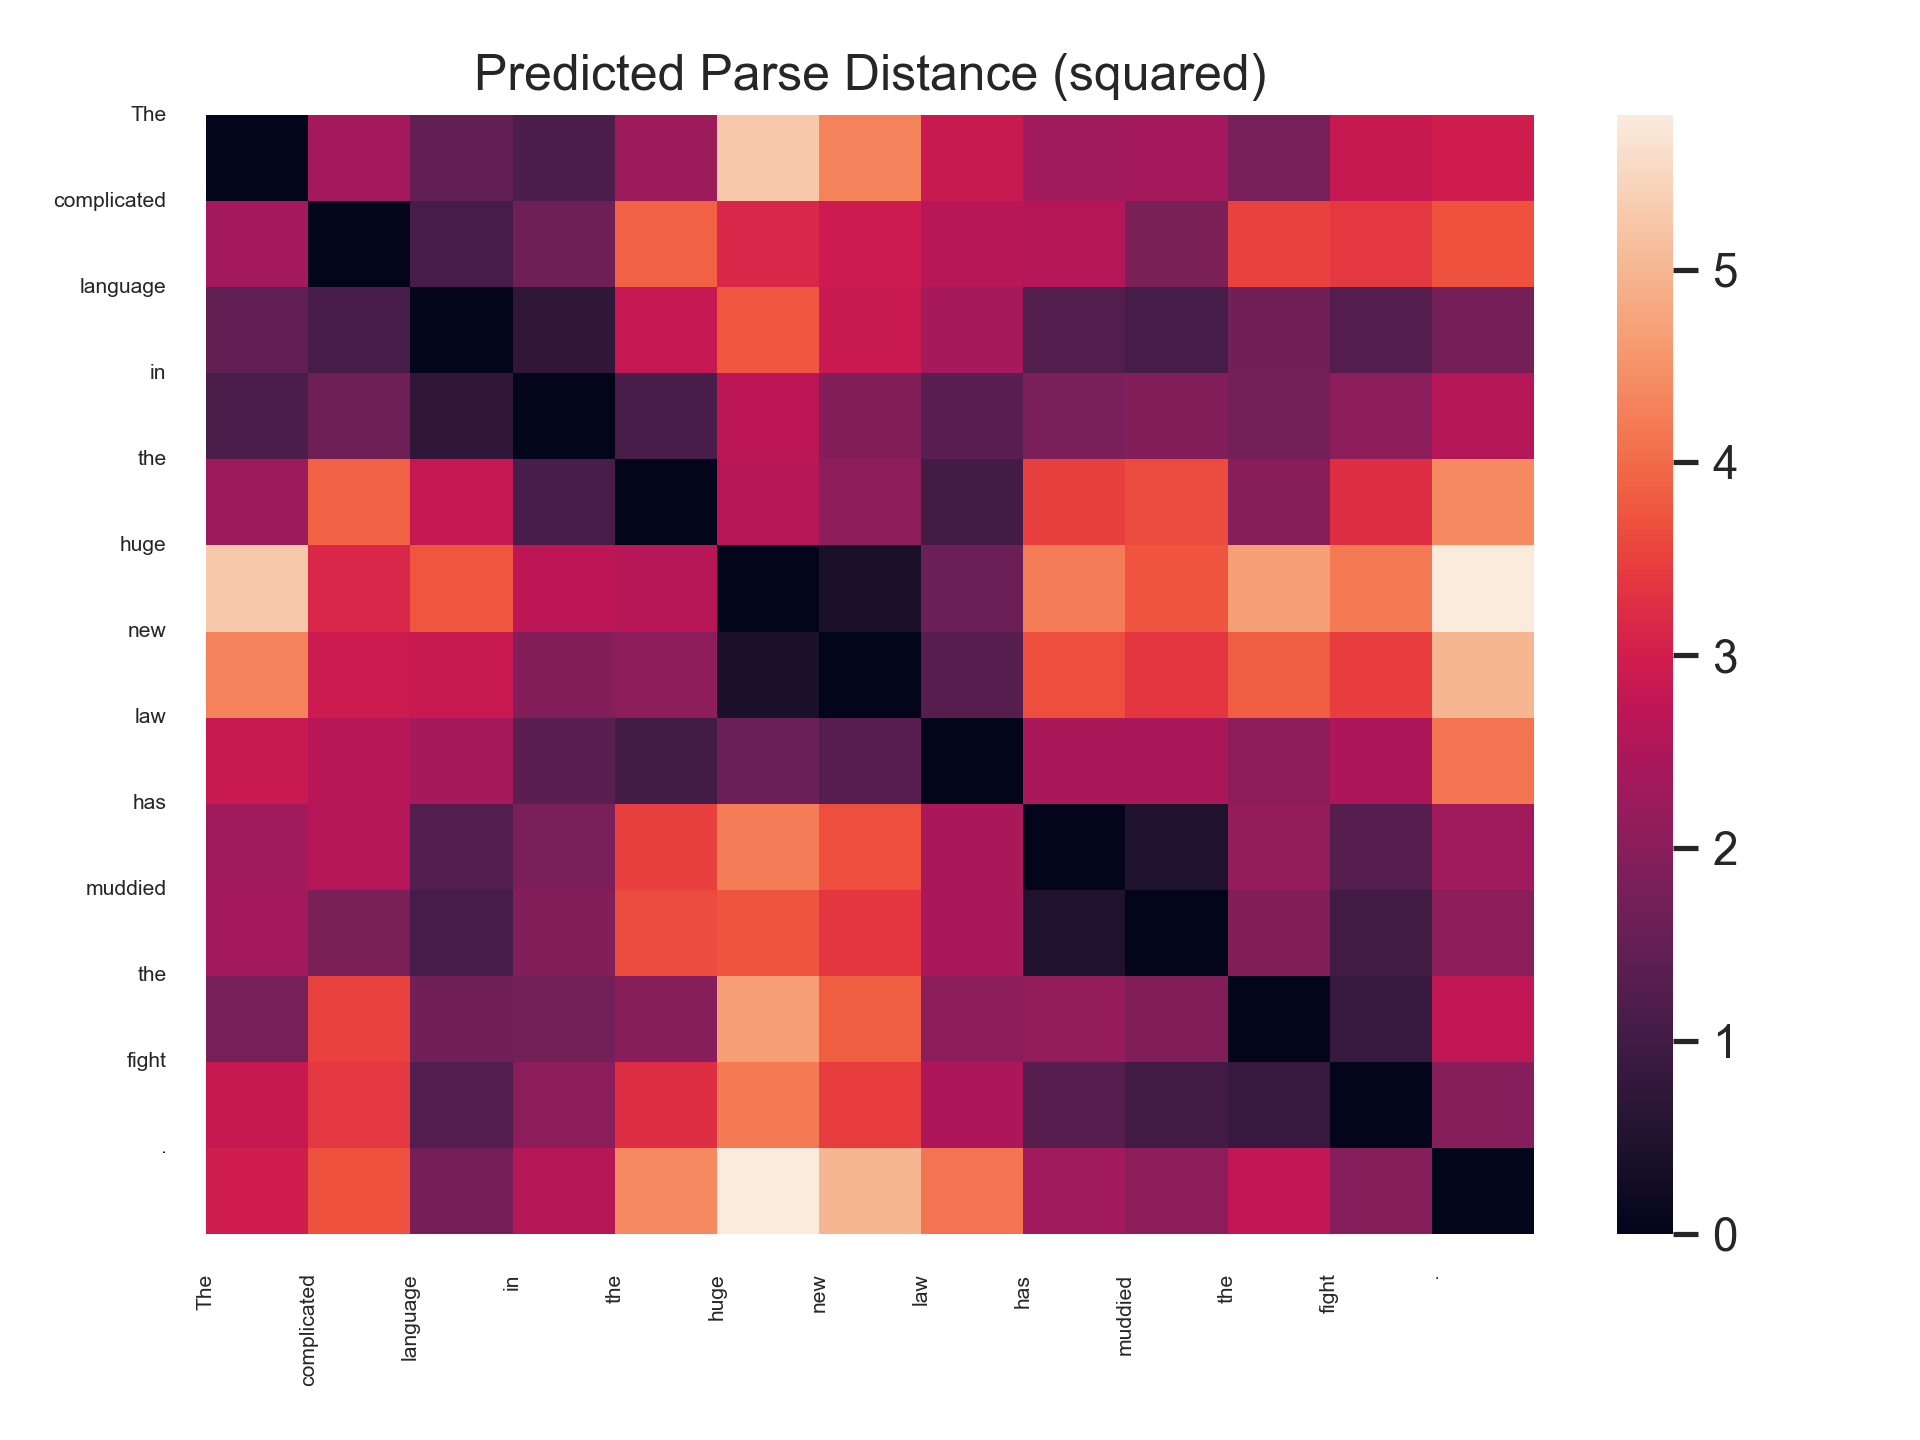 Predicted Parse Distance (squared)
The
complicated
language
in
the
huge
new
law
has
muddied
the
fight
.
5
4
3
2
1
0
The
complicated
language
in
the
huge
new
law
has
muddied
the
fight
.